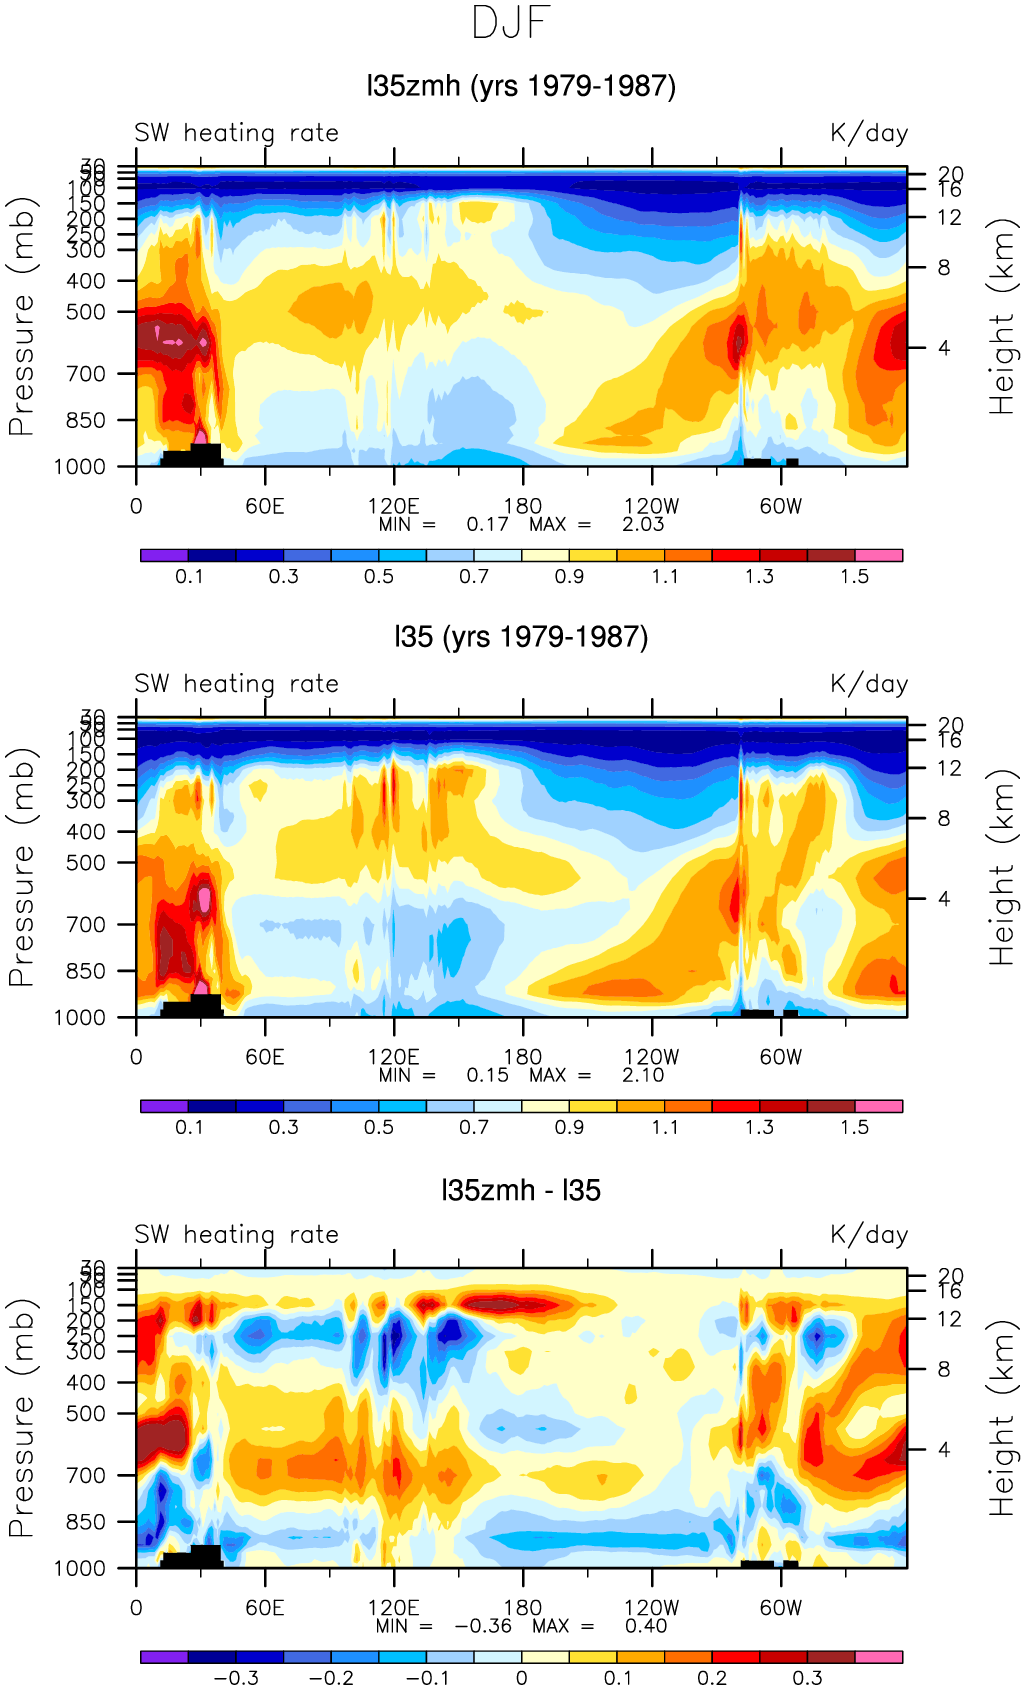 DJF
l35zmh (yrs 1979-1987)
SW heating rate K/day
Pressure (mb)
30
100
150
200
250
300
400
500
700
850
1000
20
16
12
8
4
Height (km)
0 60E 120E 180 120W 60W
MIN = 0.17 MAX = 2.03
0.1 0.3 0.5 0.7 0.9 1.1 1.3 1.5
l35 (yrs 1979-1987)
SW heating rate K/day
Pressure (mb)
30
100
150
200
250
300
400
500
700
850
1000
20
16
12
8
4
Height (km)
0 60E 120E 180 120W 60W
MIN = 0.15 MAX = 2.10
0.1 0.3 0.5 0.7 0.9 1.1 1.3 1.5
l35zmh - l35
SW heating rate K/day
Pressure (mb)
30
100
150
200
250
300
400
500
700
850
1000
20
16
12
8
4
Height (km)
0 60E 120E 180 120W 60W
MIN = -0.36 MAX = 0.40
-0.3 -0.2 -0.1 0 0.1 0.2 0.3